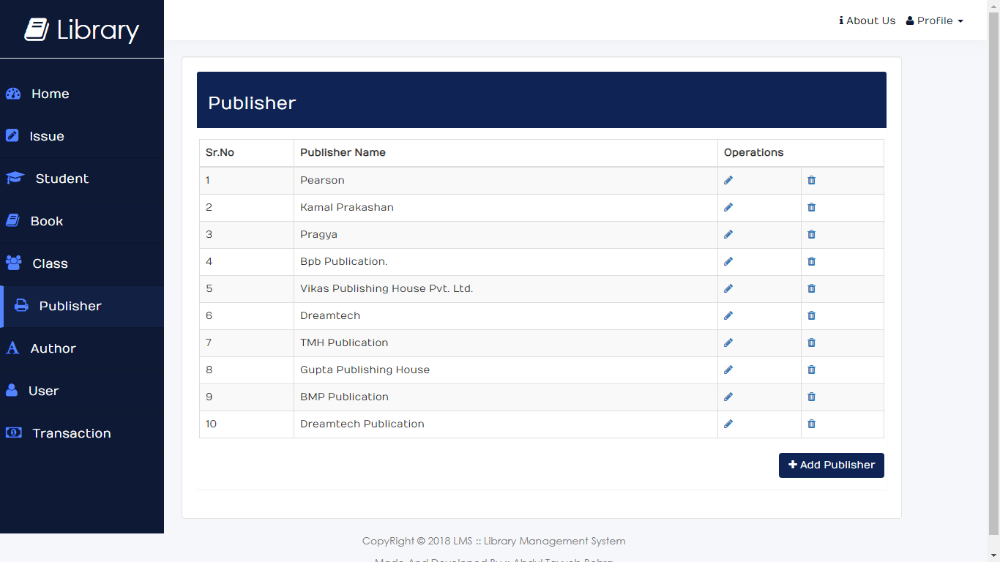 Library
About Us Profile
Home
Issue
Student
Book
Class
Publisher
Author
User
Transaction
Publisher
Sr.No Publisher Name Operations
1 Pearson
2 Kamal Prakashan
3 Pragya
4 Bpb Publication.
5 Vikas Publishing House Pvt. Ltd.
6 Dreamtech
7 TMH Publication
8 Gupta Publishing House
9 BMP Publication
10 Dreamtech Publication
Add Publisher
CopyRight © 2018 LMS :: Library Management System
Made And Developed By :: Abdul Tayyeb Bohra